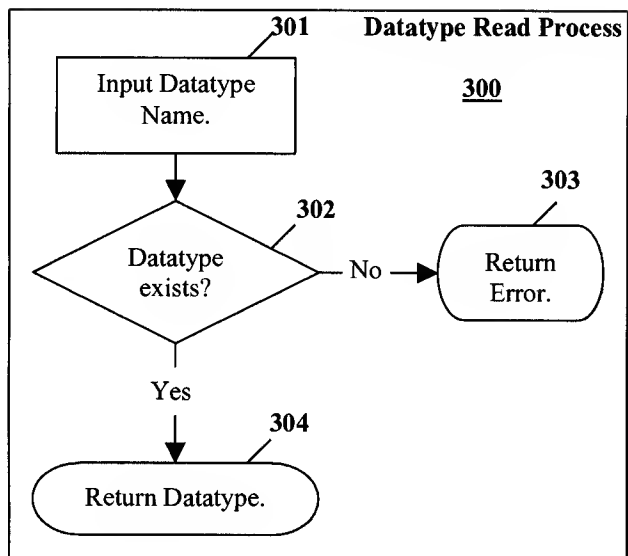 301
Datatype Read Process
Input Datatype
Name.
300
302
303
Datatype
exists?
No
Return
Error.
Yes
304
Return Datatype.